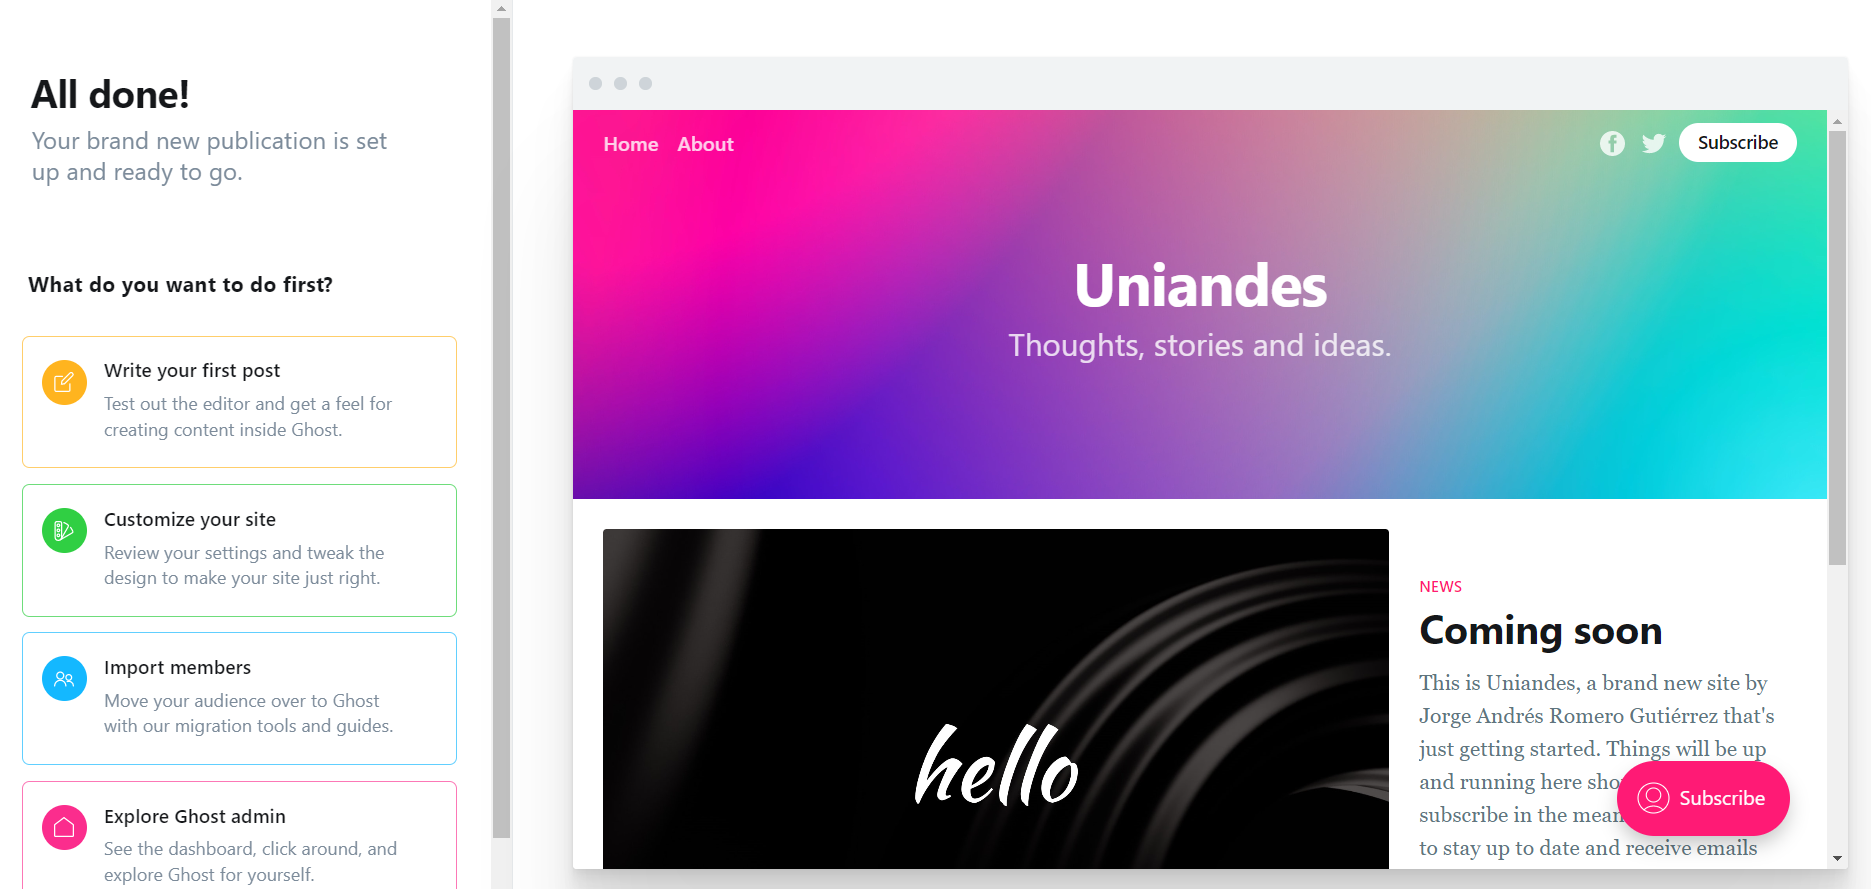 All done!
Your brand new publication is set
up and ready to go.
What do you want to do first?
Write your first post
Test out the editor and get a feel for
creating content inside Ghost.
Customize your site
Review your settings and tweak the
design to make your site just right.
Import members
Move your audience over to Ghost
with our migration tools and guides.
Explore Ghost admin
See the dashboard, click around, and
explore Ghost for yourself.
Home About
Subscribe
Uniandes
Thoughts, stories and ideas.
hello
NEWS
Coming soon
This is Uniandes, a brand new site by
Jorge Andrés Romero Gutiérrez that's
just getting started. Things will be up
and running here
subscribe in the
to stay up to date and receive emails
Subscribe